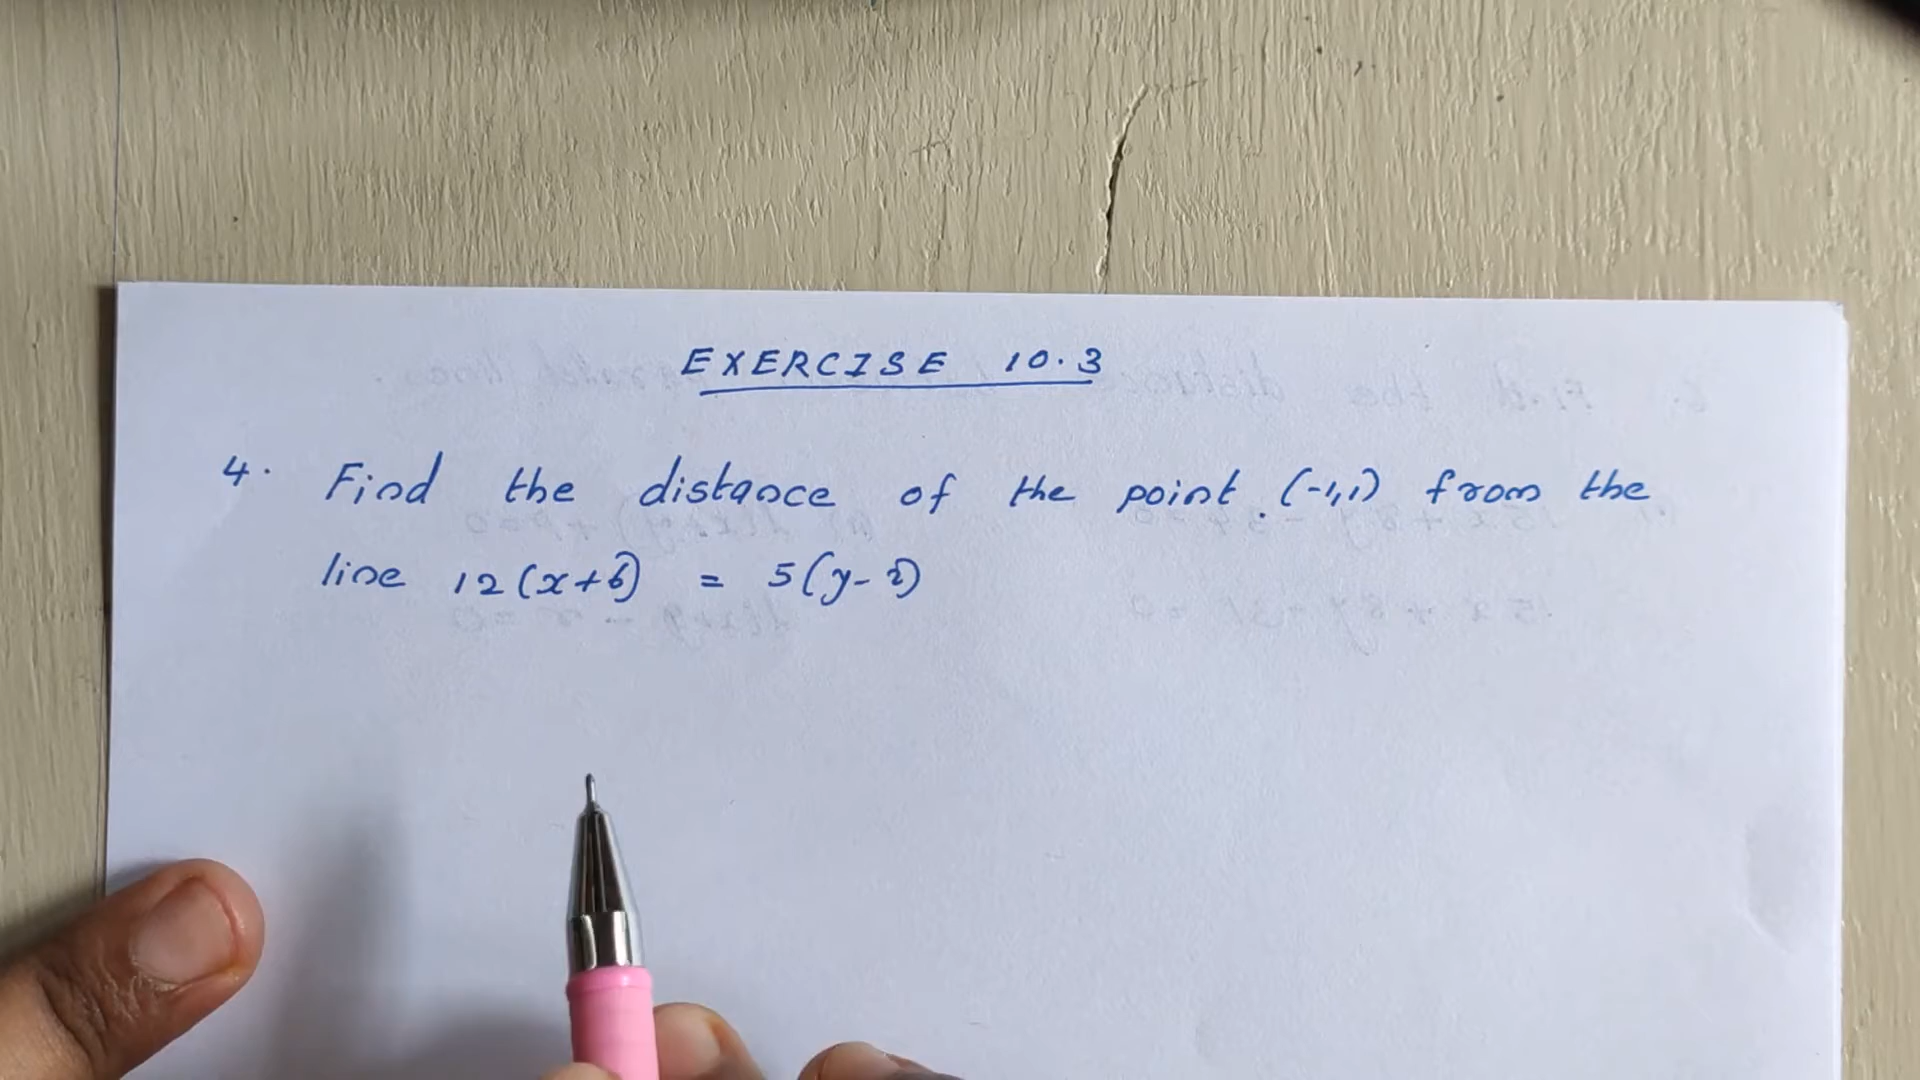 EXERCISE 10.3
4. Find the distance of the point (-1,1) from the
line 12(x+6) = 5(y-2)